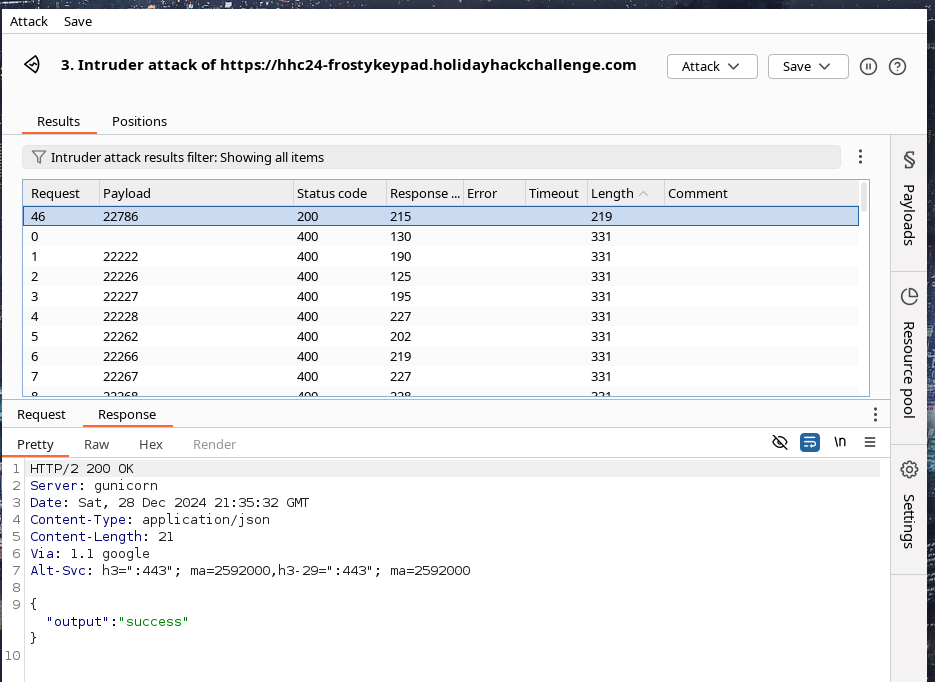 Attack Save
3. Intruder attack of https://hhc24-frostykeypad.holidayhackchallenge.com Attack Save
Results Positions
Intruder attack results filter: Showing all items
Request Payload Status code Response ... Error Timeout Length Comment
46 22786 200 215 219
0 400 130 331
1 22222 400 190 331
2 22226 400 125 331
3 22227 400 195 331
4 22228 400 227 331
5 22262 400 202 331
6 22266 400 219 331
7 22267 400 227 331
8 22268 400 228 331
Payloads
Resource pool
Settings
Request Response
Pretty Raw Hex Render \n
1 HTTP/2 200 OK
2 Server: gunicorn
3 Date: Sat, 28 Dec 2024 21:35:32 GMT
4 Content-Type: application/json
5 Content-Length: 21
6 Via: 1.1 google
7 Alt-Svc: h3=":443"; ma=2592000,h3-29=":443"; ma=2592000
8
9 {
"output":"success"
}
10